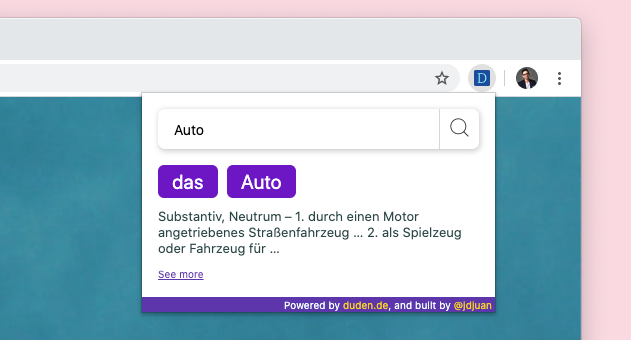 D
Auto
das Auto
Substantiv, Neutrum – 1. durch einen Motor
angetriebenes Straßenfahrzeug ... 2. als Spielzeug
oder Fahrzeug für ...
See more
Powered by duden.de, and built by @jdjuan